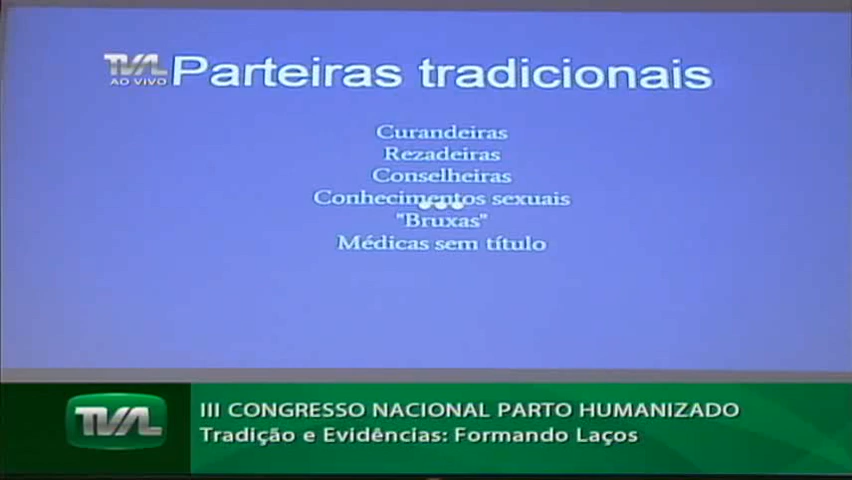 TVAL
AO VIVO
Parteiras tradicionais
Curandeiras
Rezadeiras
Conselheiras
Conhecimentos sexuais
"Bruxas"
Médicas sem título
TVAL
III CONGRESSO NACIONAL PARTO HUMANIZADO
Tradição e Evidências: Formando Laços